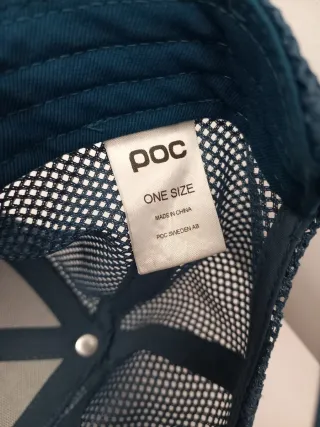 POC
ONE SIZE
MADE IN CHINA
POC SWEDEN AB